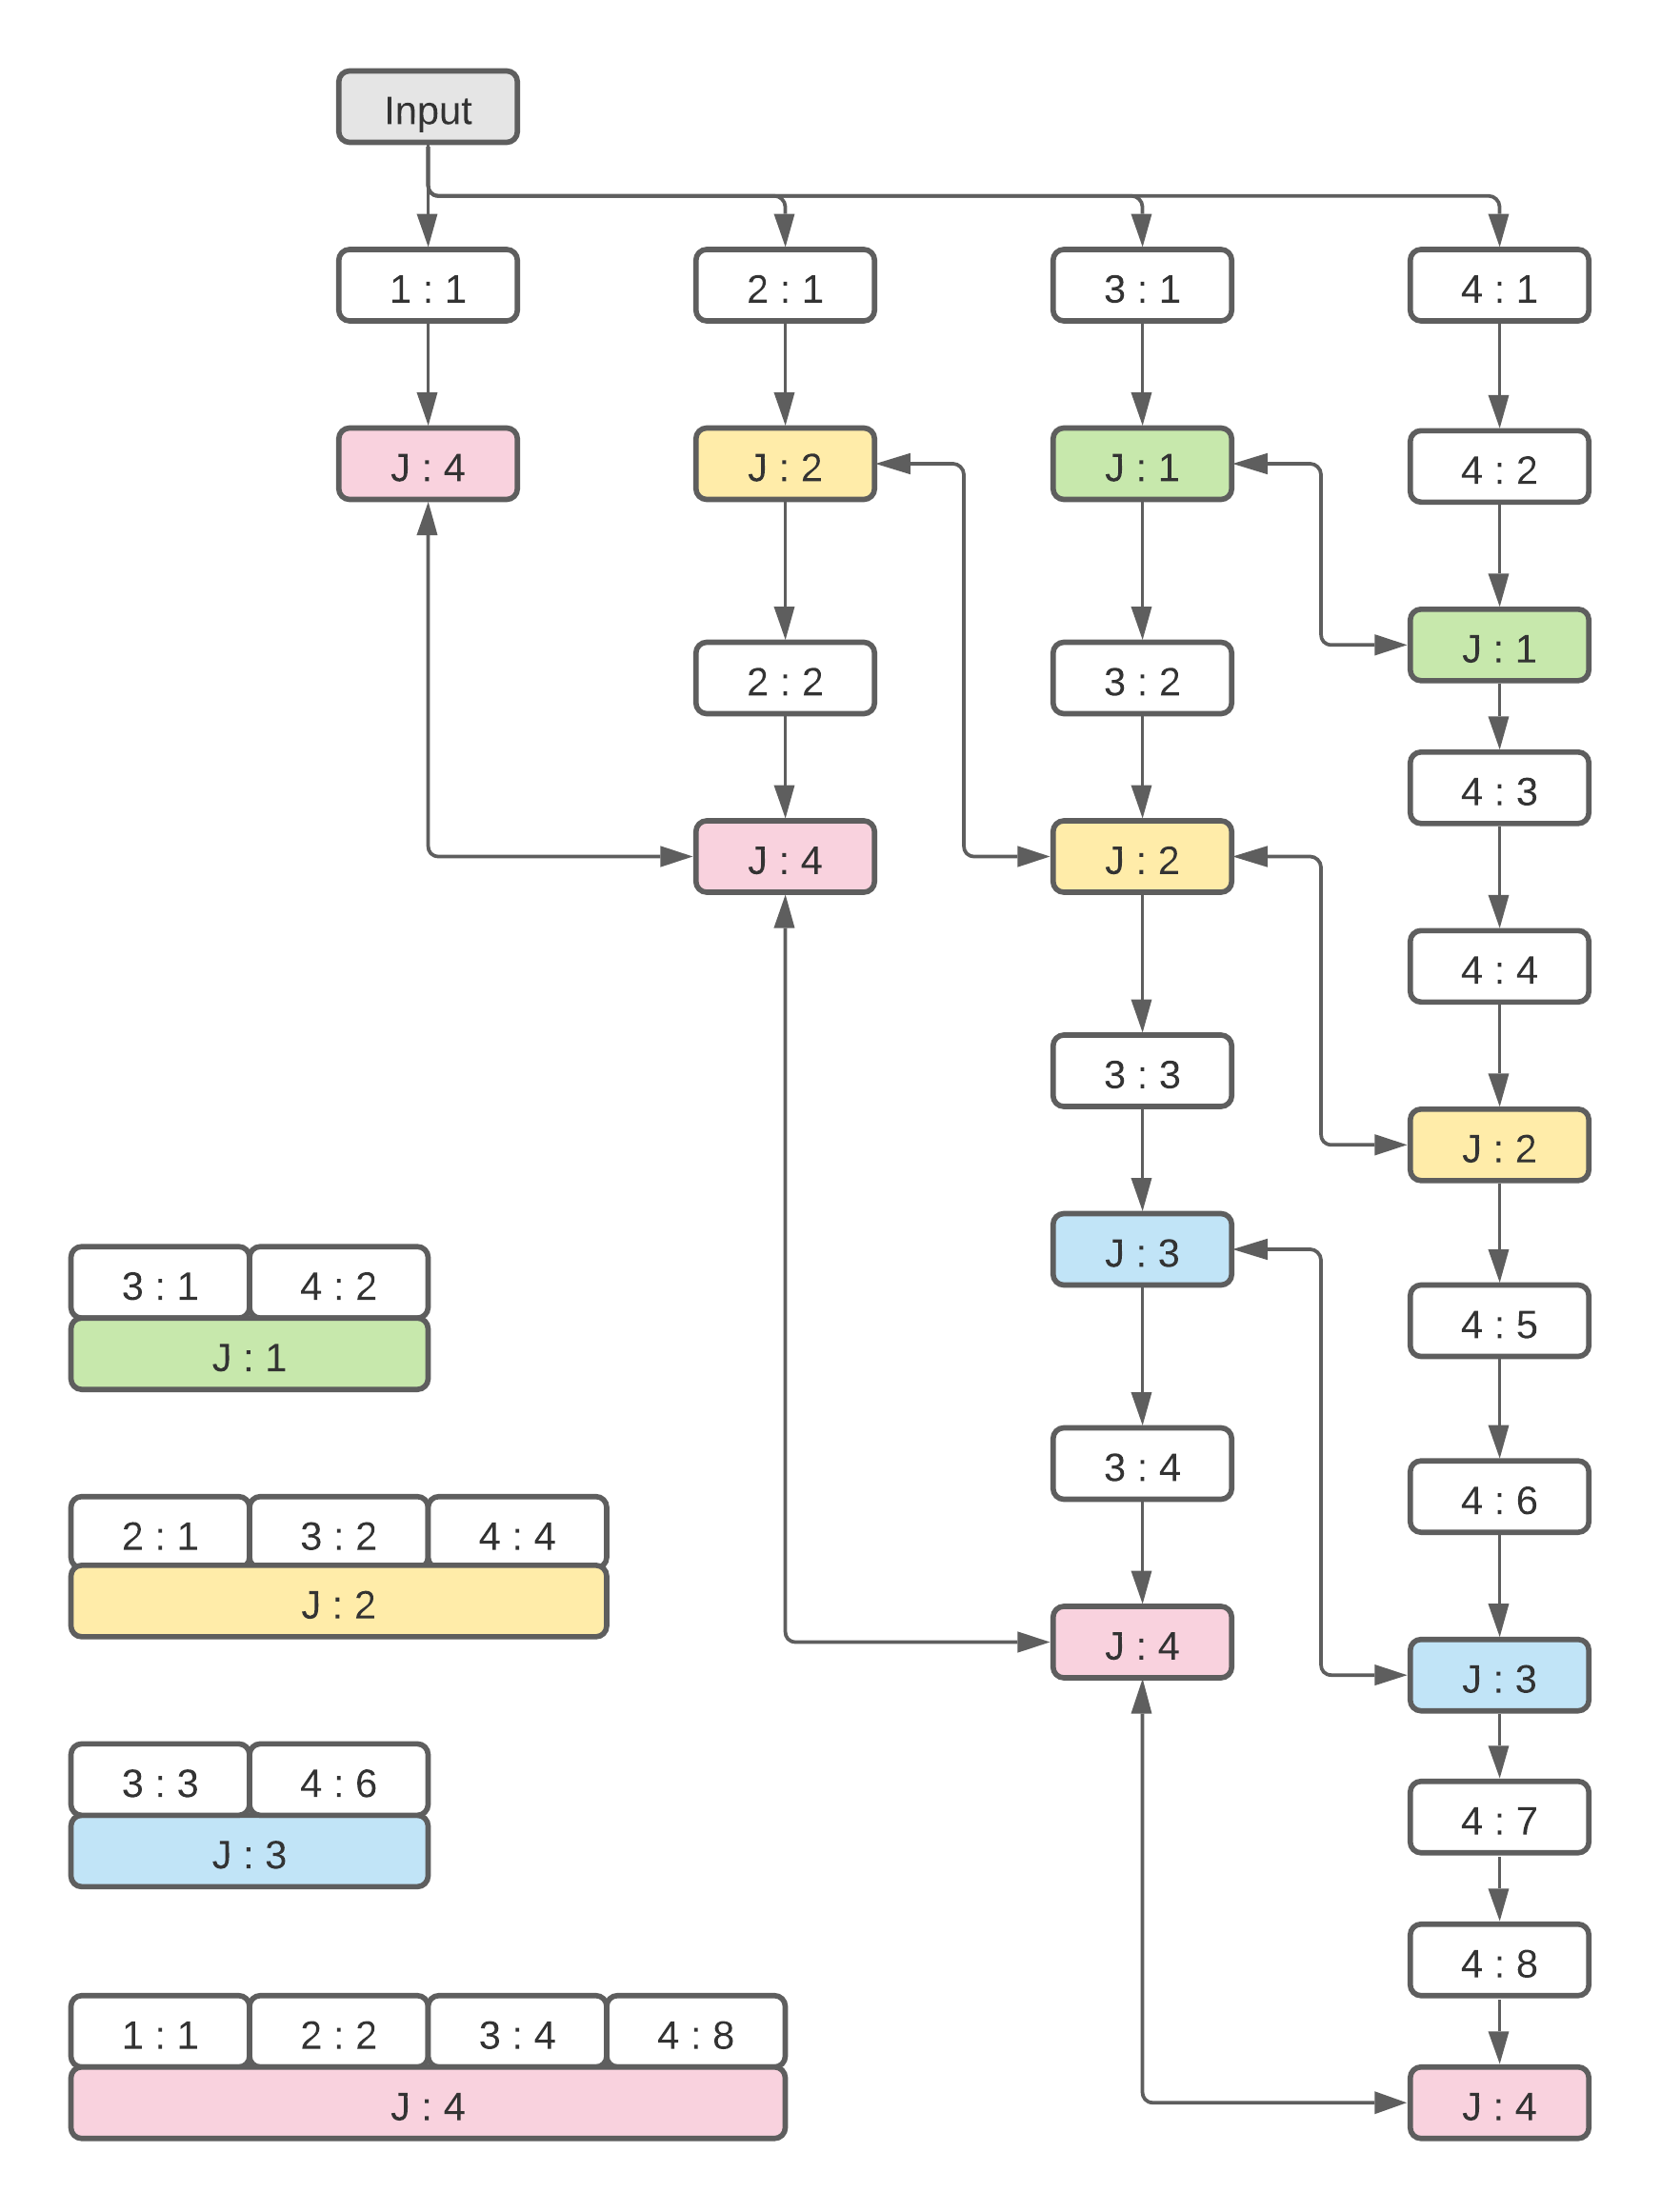 Input
1 : 1
2 : 1
3 : 1
4 : 1
J : 4
J : 2
J : 1
4 : 2
J : 1
2 : 2
3 : 2
4 : 3
J : 4
J : 2
4 : 4
3 : 3
J : 2
J : 3
4 : 5
3 : 4
4 : 6
J : 4
J : 3
4 : 7
4 : 8
J : 4
3 : 1
4 : 2
J : 1
2 : 1
3 : 2
4 : 4
J : 2
3 : 3
4 : 6
J : 3
1 : 1
2 : 2
3 : 4
4 : 8
J : 4